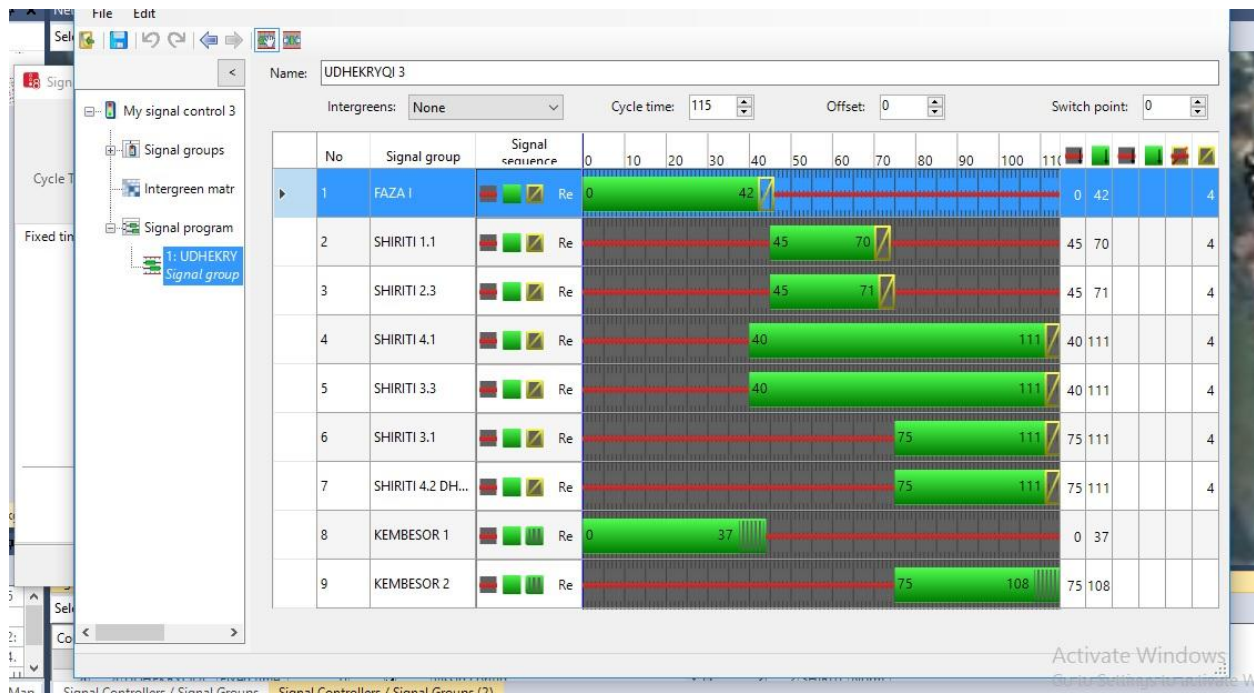 File Edit
Sele
<
Name: UDHEKRYQI 3
Sign
My signal control 3
Intergreens: None Cycle time: 115 Offset: 0 Switch point: 0
Signal groups
No Signal group Signal sequence 0 10 20 30 40 50 60 70 80 90 100 110
Cycle T
Intergreen matr
1 FAZA I Re 0 42 0 42 4
Signal program
Fixed tin
2 SHIRITI 1.1 Re 45 70 45 70 4
1: UDHEKRY
Signal group
3 SHIRITI 2.3 Re 45 71 45 71 4
4 SHIRITI 4.1 Re 40 111 40 111 4
5 SHIRITI 3.3 Re 40 111 40 111 4
6 SHIRITI 3.1 Re 75 111 75 111 4
7 SHIRITI 4.2 DH... Re 75 111 75 111 4
8 KEMBESOR 1 Re 0 37 0 37
9 KEMBESOR 2 Re 75 108 75 108
Sele
Co
< >
Activate Windows
Map Signal Controllers / Signal Groups Signal Controllers / Signal Groups (2)